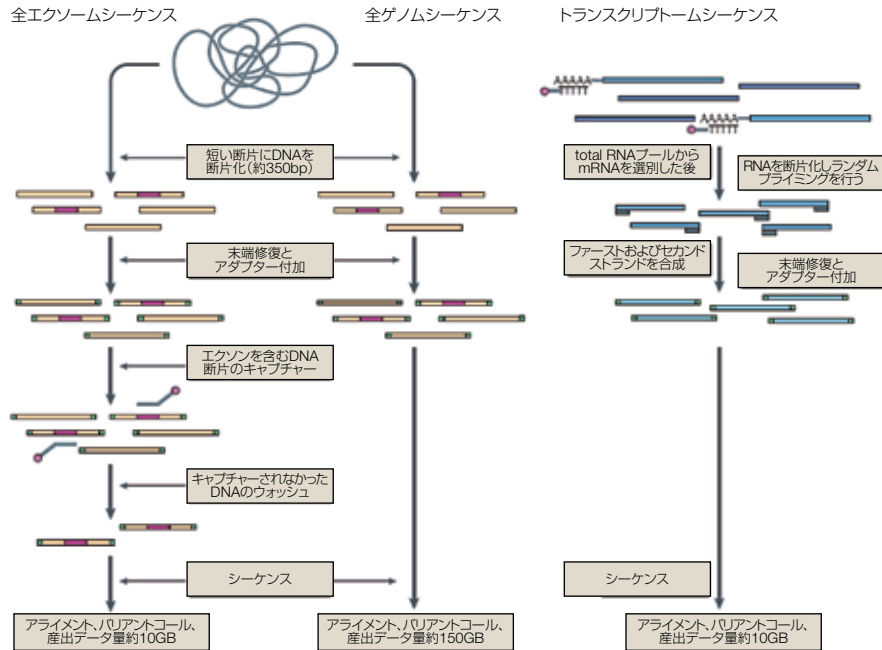 全エクソームシーケンス
全ゲノムシーケンス
トランスクリプトームシーケンス
短い断片にDNAを
断片化（約350bp）
末端修復と
アダプター付加
エクソンを含むDNA
断片のキャプチャー
キャプチャーされなかった
DNAのウォッシュ
シーケンス
アライメント、バリアントコール、
産出データ量約10GB
アライメント、バリアントコール、
産出データ量約150GB
total RNAプールから
mRNAを選別した後
RNAを断片化しランダム
プライミングを行う
ファーストおよびセカンド
ストランドを合成
末端修復と
アダプター付加
シーケンス
アライメント、バリアントコール、
産出データ量約10GB